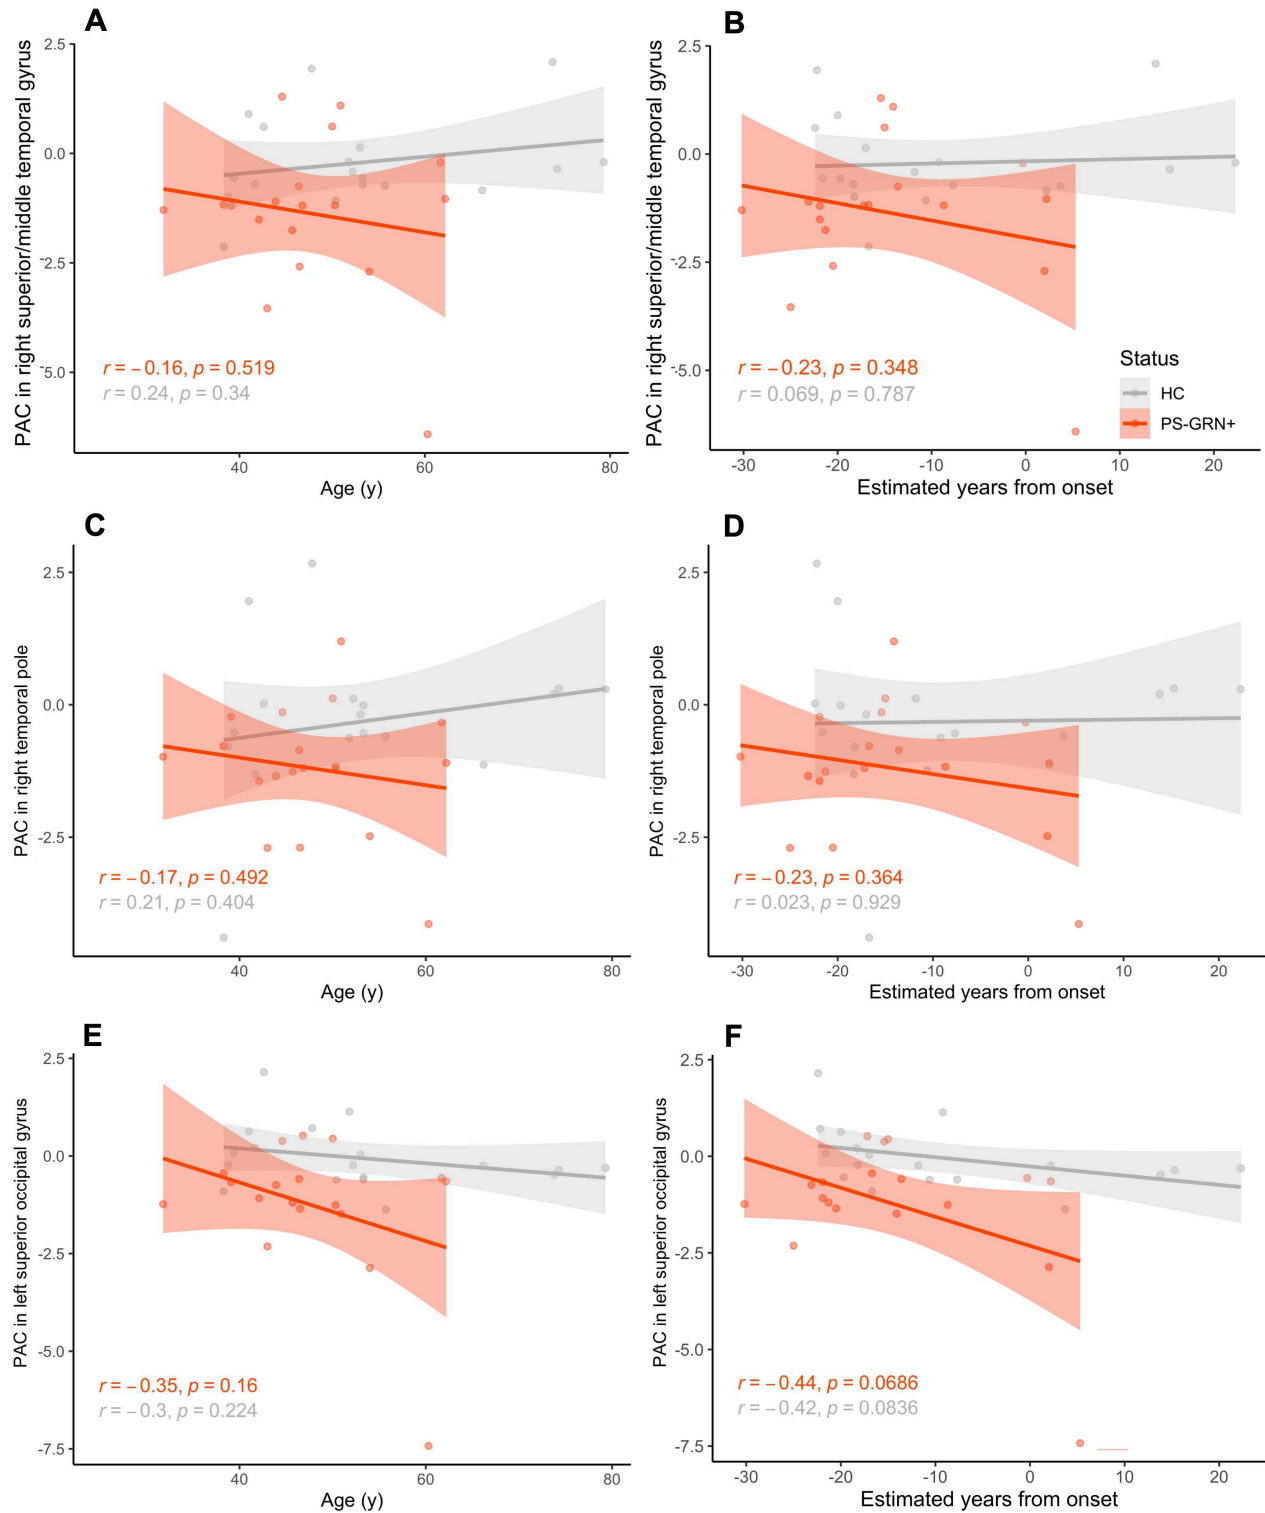 A
PAC in right superior/middle temporal gyrus
2.5
0.0
-2.5
-5.0
r = −0.16, p = 0.519
r = 0.24, p = 0.34
40 60 80
Age (y)
B
PAC in right superior/middle temporal gyrus
2.5
0.0
-2.5
-5.0
r = −0.23, p = 0.348
r = 0.069, p = 0.787
Status
HC
PS-GRN+
-30 -20 -10 0 10 20
Estimated years from onset
C
PAC in right temporal pole
2.5
0.0
-2.5
r = −0.17, p = 0.492
r = 0.21, p = 0.404
40 60 80
Age (y)
D
PAC in right temporal pole
2.5
0.0
-2.5
r = −0.23, p = 0.364
r = 0.023, p = 0.929
-30 -20 -10 0 10 20
Estimated years from onset
E
PAC in left superior occipital gyrus
2.5
0.0
-2.5
-5.0
-7.5
r = −0.35, p = 0.16
r = −0.3, p = 0.224
40 60 80
Age (y)
F
PAC in left superior occipital gyrus
2.5
0.0
-2.5
-5.0
-7.5
r = −0.44, p = 0.0686
r = −0.42, p = 0.0836
-30 -20 -10 0 10 20
Estimated years from onset